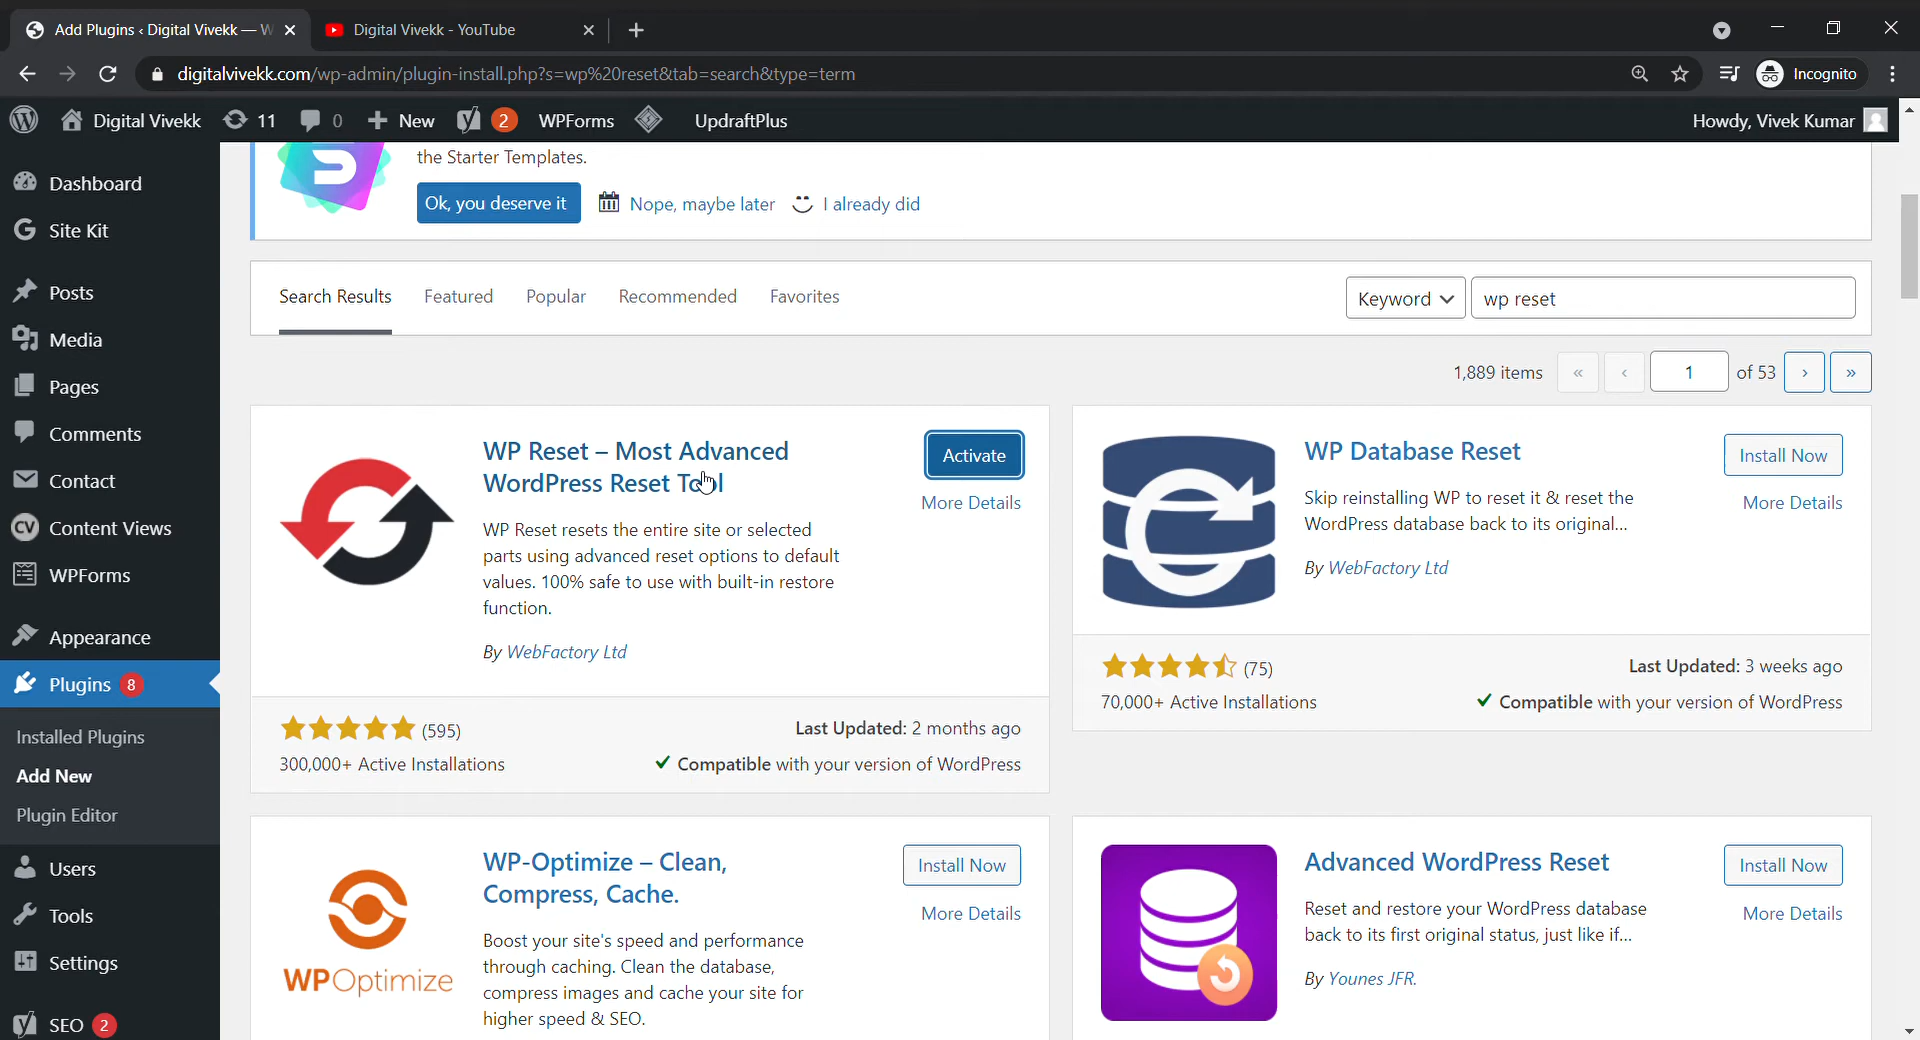 Add Plugins ‹ Digital Vivekk — W
Digital Vivekk - YouTube
digitalvivekk.com/wp-admin/plugin-install.php?s=wp%20reset&tab=search&type=term
Incognito
Digital Vivekk
11
0
New
2
WPForms
UpdraftPlus
Howdy, Vivek Kumar
Dashboard
Site Kit
Posts
Media
Pages
Comments
Contact
CV
Content Views
WPForms
Appearance
Plugins 8
Installed Plugins
Add New
Plugin Editor
Users
Tools
Settings
SEO 2
the Starter Templates.
Ok, you deserve it
Nope, maybe later
I already did
Search Results
Featured
Popular
Recommended
Favorites
Keyword
wp reset
1,889 items
«
‹
1
of 53
›
»
WP Reset – Most Advanced
WordPress Reset Tool
WP Reset resets the entire site or selected
parts using advanced reset options to default
values. 100% safe to use with built-in restore
function.
By WebFactory Ltd
Activate
More Details
(595)
300,000+ Active Installations
Last Updated: 2 months ago
Compatible with your version of WordPress
WP Database Reset
Skip reinstalling WP to reset it & reset the
WordPress database back to its original...
By WebFactory Ltd
Install Now
More Details
(75)
70,000+ Active Installations
Last Updated: 3 weeks ago
Compatible with your version of WordPress
WPOptimize
WP-Optimize – Clean,
Compress, Cache.
Boost your site's speed and performance
through caching. Clean the database,
compress images and cache your site for
higher speed & SEO.
Install Now
More Details
Advanced WordPress Reset
Reset and restore your WordPress database
back to its first original status, just like if...
By Younes JFR.
Install Now
More Details